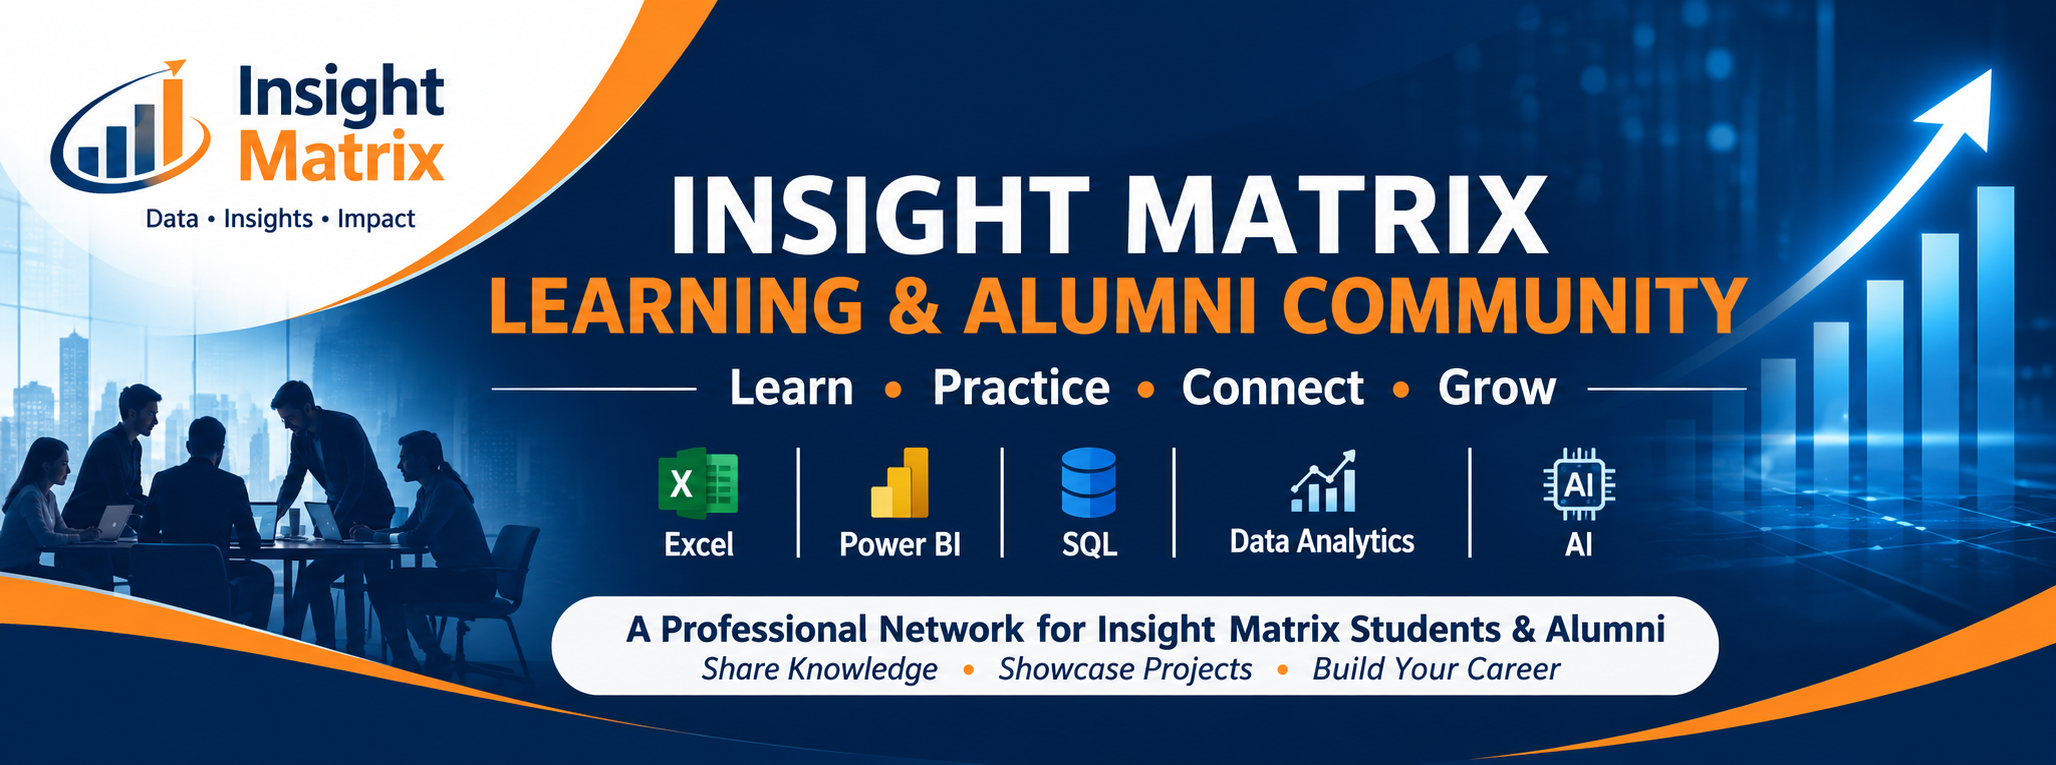 Insight
Matrix
Data • Insights • Impact
INSIGHT MATRIX
LEARNING & ALUMNI COMMUNITY
Learn • Practice • Connect • Grow
X
AI
Excel
Power BI
SQL
Data Analytics
AI
A Professional Network for Insight Matrix Students & Alumni
Share Knowledge • Showcase Projects • Build Your Career